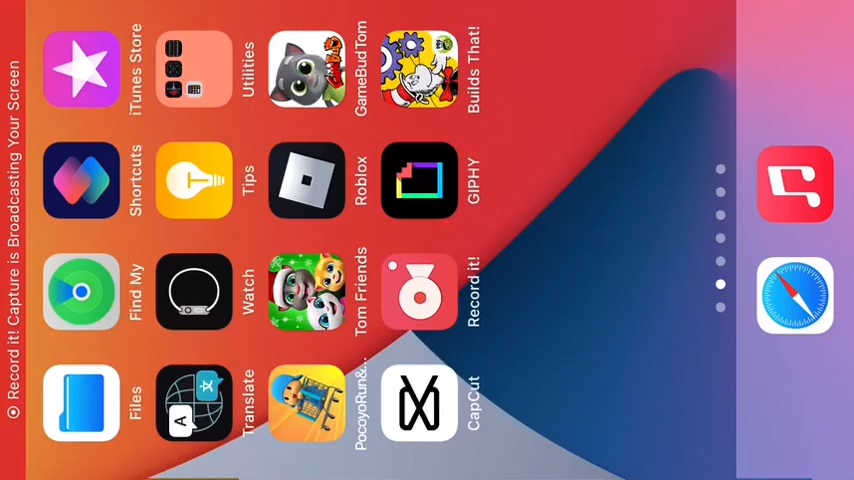 Record it! Capture is Broadcasting Your Screen
Files
Find My
Shortcuts
iTunes Store
Translate
Watch
Tips
Utilities
PocoyoRun&...
Tom Friends
Roblox
GameBudTom
CapCut
Record it!
GIPHY
Builds That!